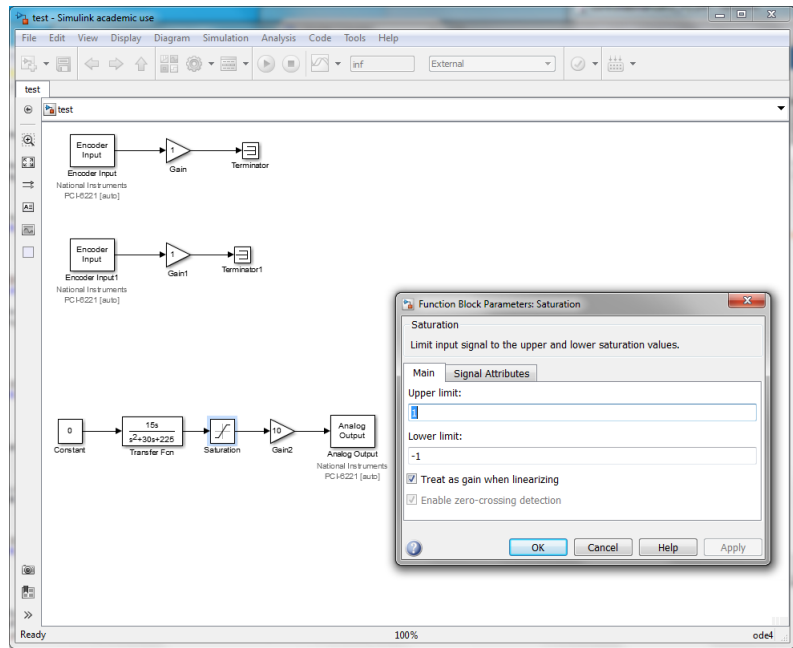 test - Simulink academic use
File Edit View Display Diagram Simulation Analysis Code Tools Help
inf External
test
test
Encoder
Input
Encoder Input
National Instruments
PCI-6221 [auto]
1
Gain
Terminator
Encoder
Input
Encoder Input1
National Instruments
PCI-6221 [auto]
1
Gain1
Terminator1
0
Constant
15s
s2+30s+225
Transfer Fcn
Saturation
10
Gain2
Analog
Output
Analog Output
National Instruments
PCI-6221 [auto]
Function Block Parameters: Saturation
Saturation
Limit input signal to the upper and lower saturation values.
Main Signal Attributes
Upper limit:
1
Lower limit:
-1
Treat as gain when linearizing
Enable zero-crossing detection
OK Cancel Help Apply
Ready 100% ode4